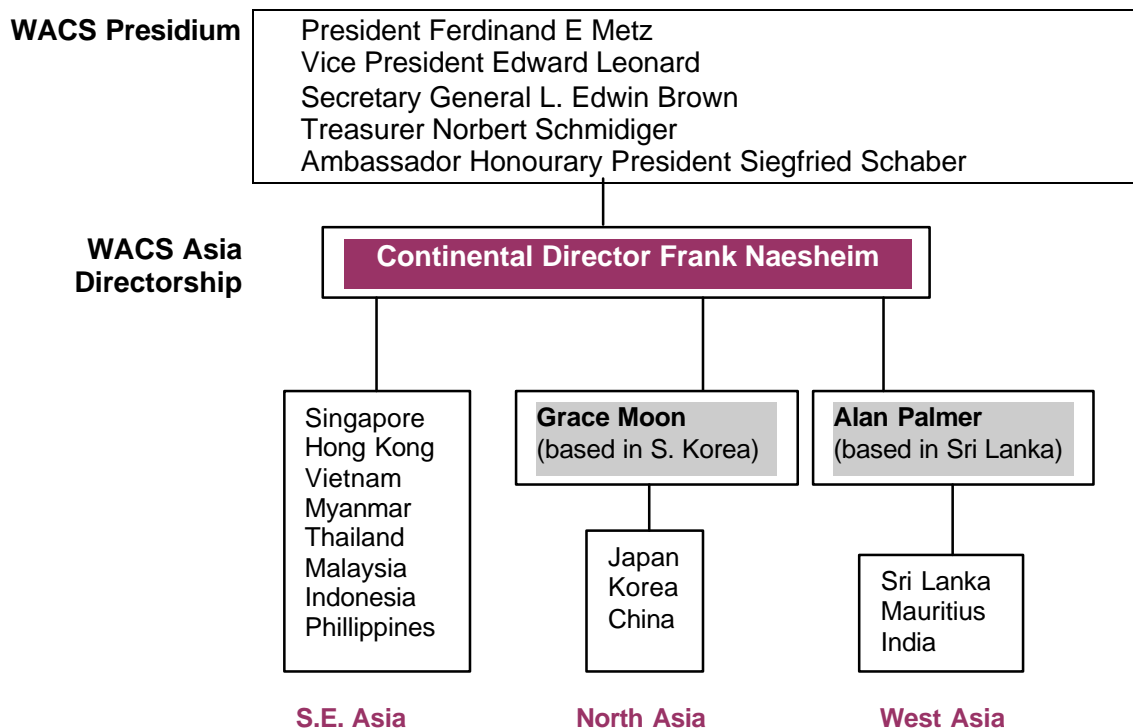 WACS Presidium
President Ferdinand E Metz
Vice President Edward Leonard
Secretary General L. Edwin Brown
Treasurer Norbert Schmidiger
Ambassador Honourary President Siegfried Schaber
WACS Asia
Directorship
Continental Director Frank Naesheim
Singapore
Hong Kong
Vietnam
Myanmar
Thailand
Malaysia
Indonesia
Phillippines
Grace Moon
(based in S. Korea)
Japan
Korea
China
Alan Palmer
(based in Sri Lanka)
Sri Lanka
Mauritius
India
S.E. Asia
North Asia
West Asia